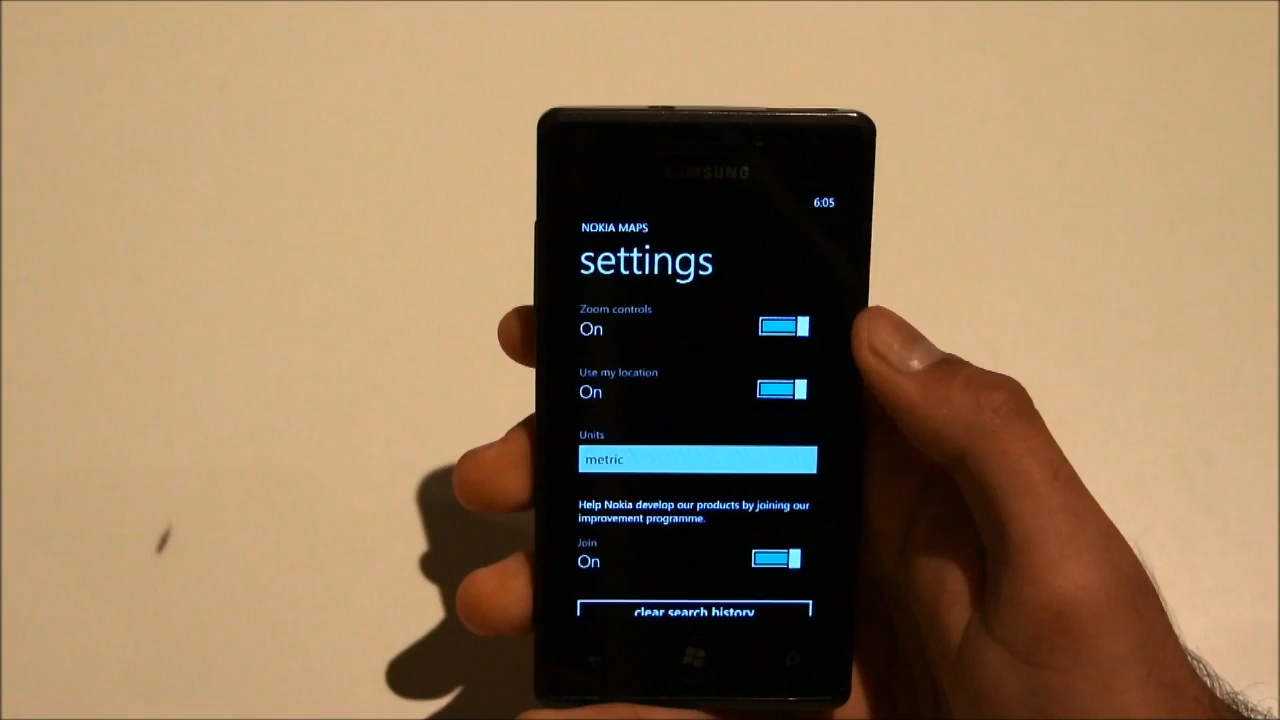 SAMSUNG
6:05
NOKIA MAPS
settings
Zoom controls
On
Use my location
On
Units
metric
Help Nokia develop our products by joining our
improvement programme.
Join
On
clear search history